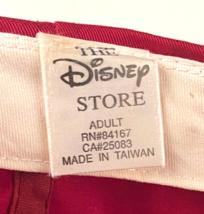 THE
Disney
STORE
ADULT
RN#84167
CA#25083
MADE IN TAIWAN